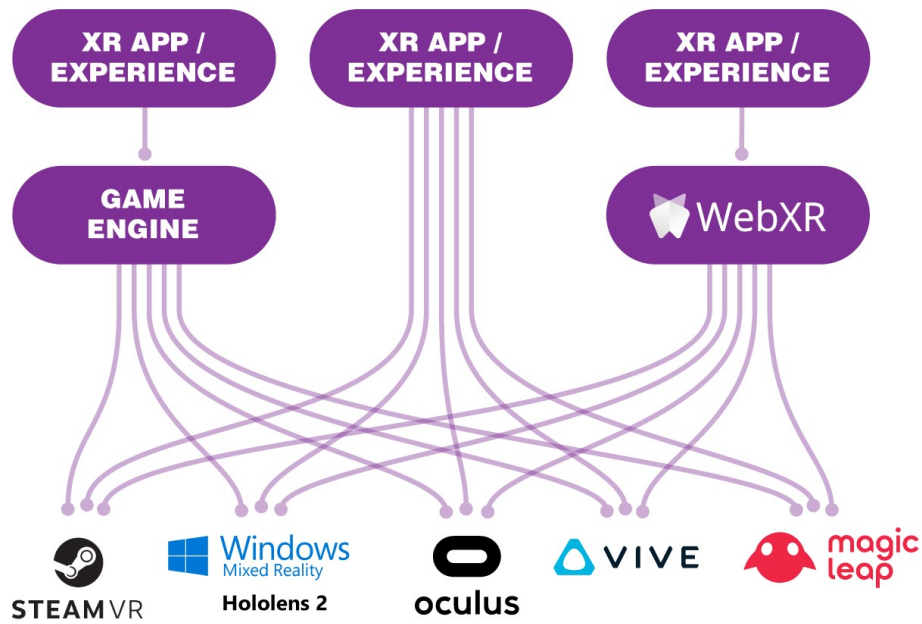 XR APP /
EXPERIENCE
XR APP /
EXPERIENCE
XR APP /
EXPERIENCE
GAME
ENGINE
WebXR
STEAMVR
Windows
Mixed Reality
Hololens 2
oculus
VIVE
magic
leap